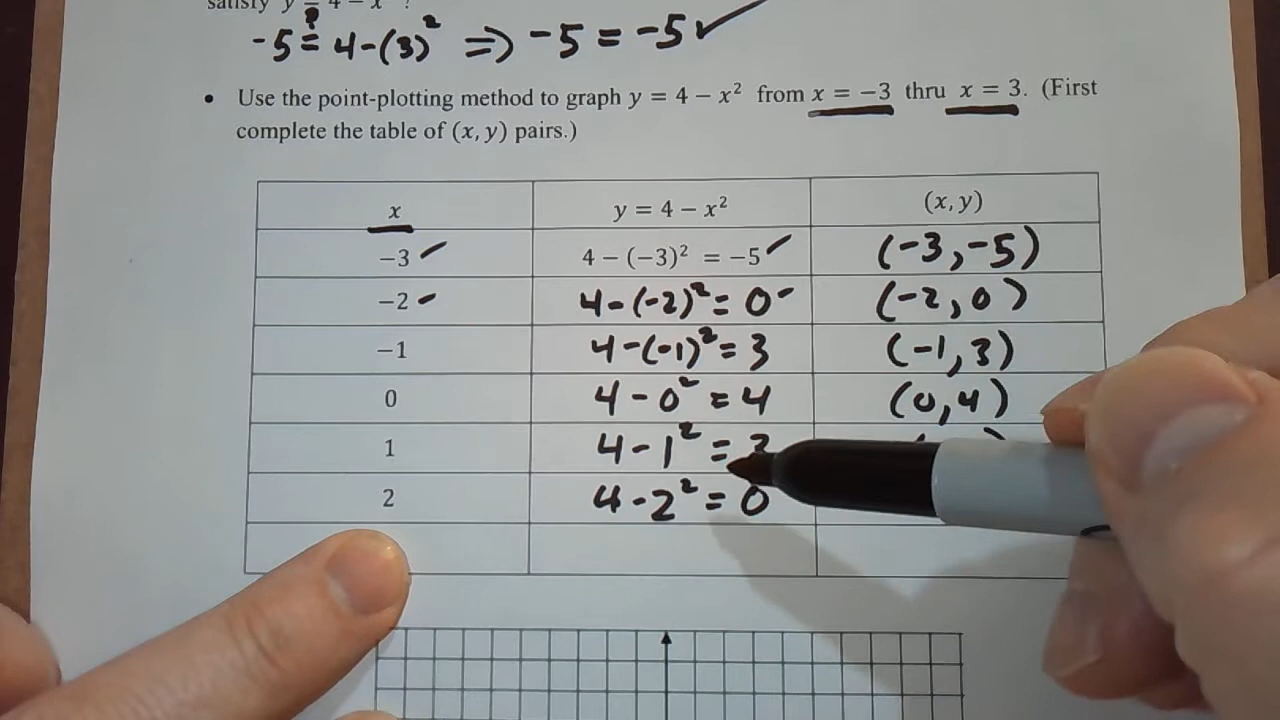 satisfy y = 4 − x ?
-5 ≟ 4-(3)² ⇒ -5 = -5 ✓
• Use the point-plotting method to graph y = 4 − x² from x = −3 thru x = 3. (First
complete the table of (x, y) pairs.)
x y = 4 − x² (x, y)
−3 4 − (−3)² = −5 (-3,-5)
−2 4-(-2)²=0 (-2,0)
−1 4-(-1)²=3 (-1,3)
0 4-0²=4 (0,4)
1 4-1²=3
2 4-2²=0